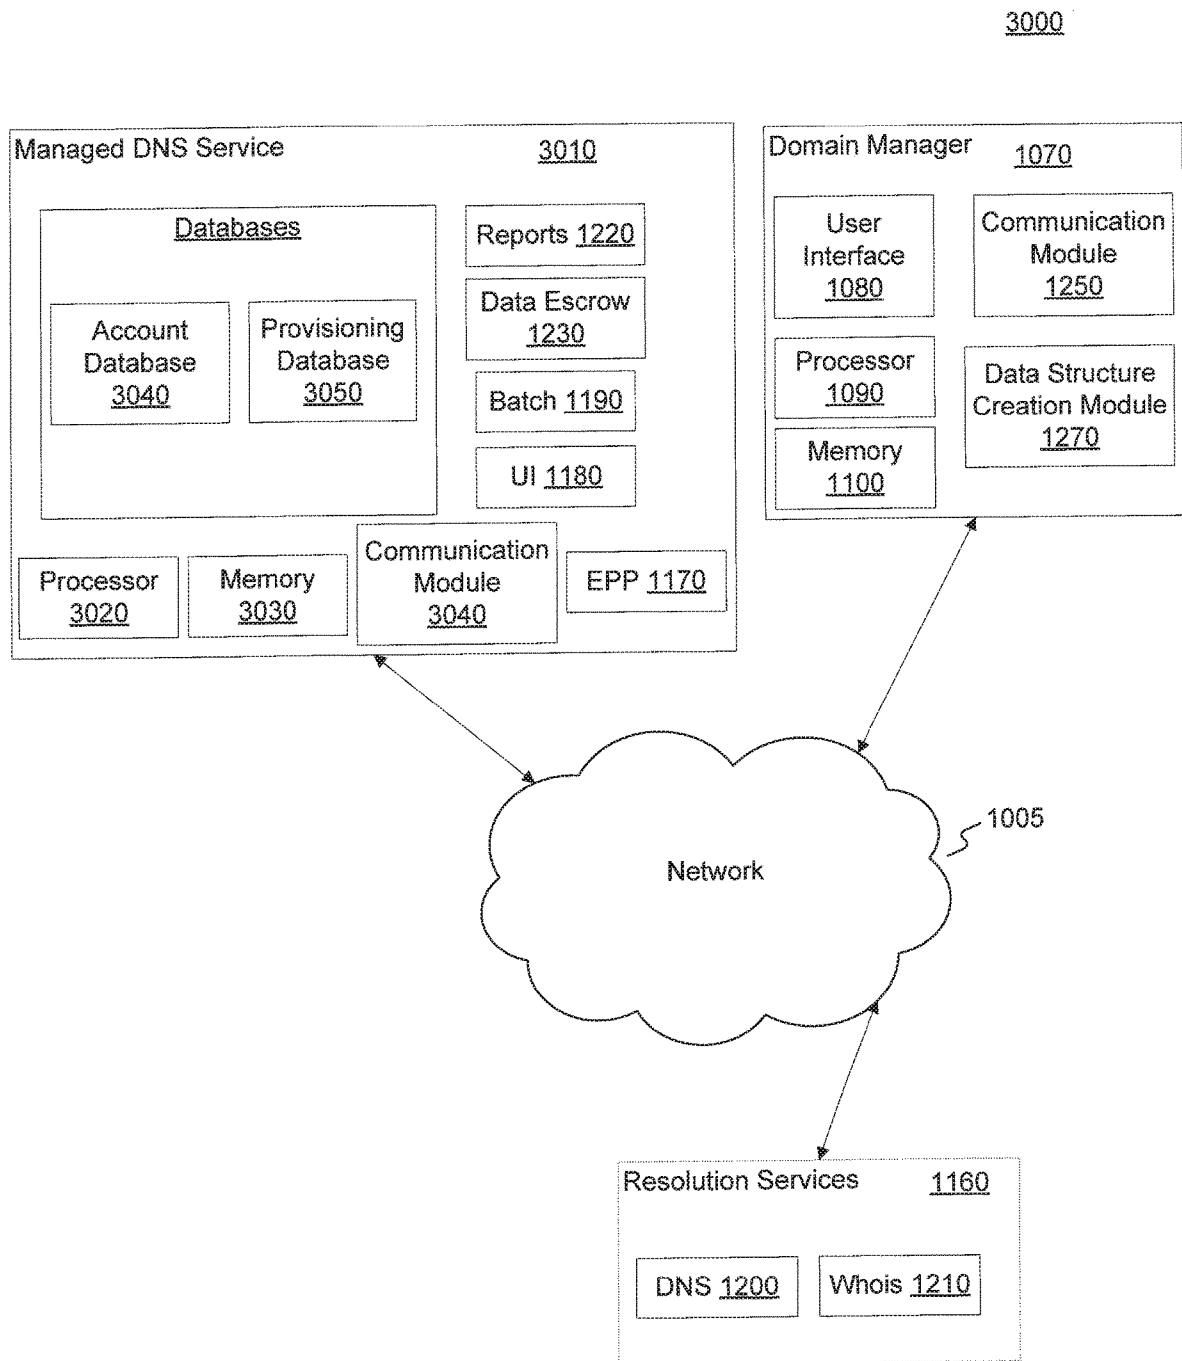 3000
Managed DNS Service 3010
Databases
Account
Database
3040
Provisioning
Database
3050
Reports 1220
Data Escrow
1230
Batch 1190
UI 1180
Processor
3020
Memory
3030
Communication
Module
3040
EPP 1170
Domain Manager 1070
User
Interface
1080
Communication
Module
1250
Processor
1090
Data Structure
Creation Module
1270
Memory
1100
Network
1005
Resolution Services 1160
DNS 1200
Whois 1210